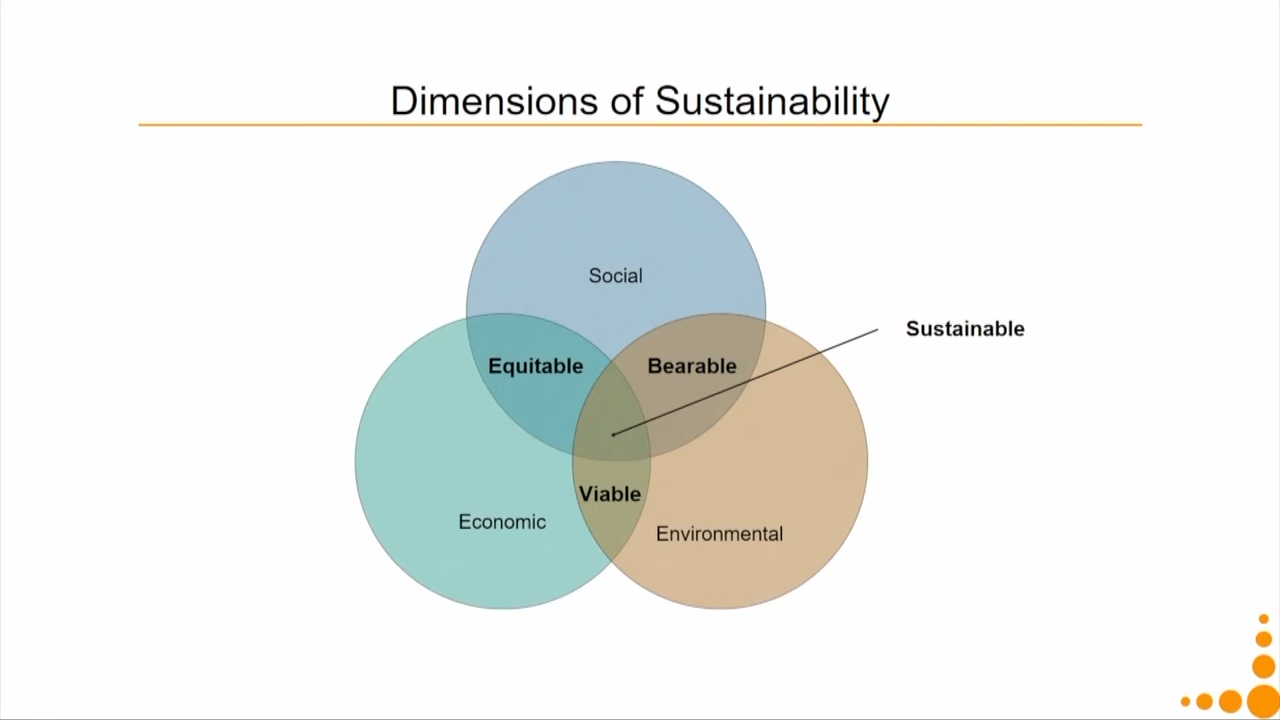 Dimensions of Sustainability
Social
Sustainable
Equitable
Bearable
Viable
Economic
Environmental